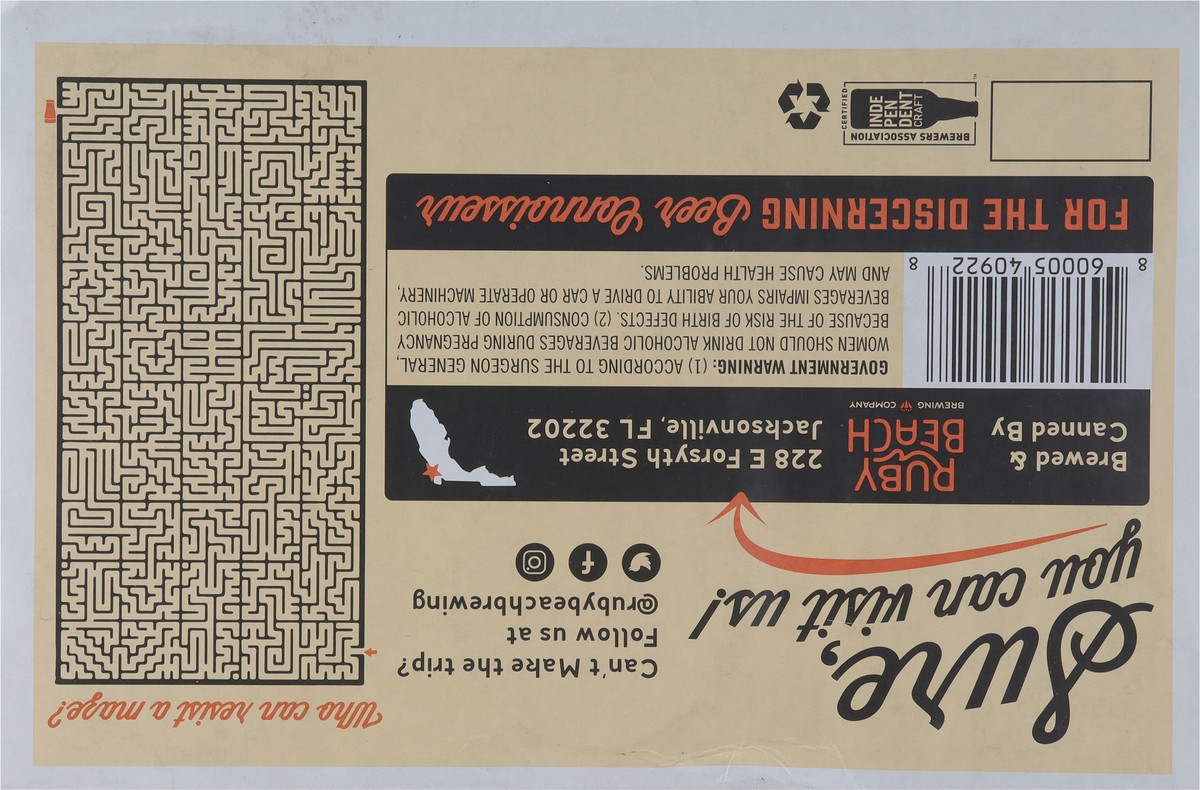 Sure,
you can visit us!
Can't Make the trip?
Follow us at
@rubybeachbrewing
Who can resist a maze?
Brewed &
Canned By
RUBY
BEACH
BREWING COMPANY
228 E Forsyth Street
Jacksonville, FL 32202
GOVERNMENT WARNING: (1) ACCORDING TO THE SURGEON GENERAL,
WOMEN SHOULD NOT DRINK ALCOHOLIC BEVERAGES DURING PREGNANCY
BECAUSE OF THE RISK OF BIRTH DEFECTS. (2) CONSUMPTION OF ALCOHOLIC
BEVERAGES IMPAIRS YOUR ABILITY TO DRIVE A CAR OR OPERATE MACHINERY,
AND MAY CAUSE HEALTH PROBLEMS.
8 60005 40922 8
FOR THE DISCERNING Beer Connoisseur
BREWERS ASSOCIATION
CERTIFIED
INDE
PEN
DENT
CRAFT
TM